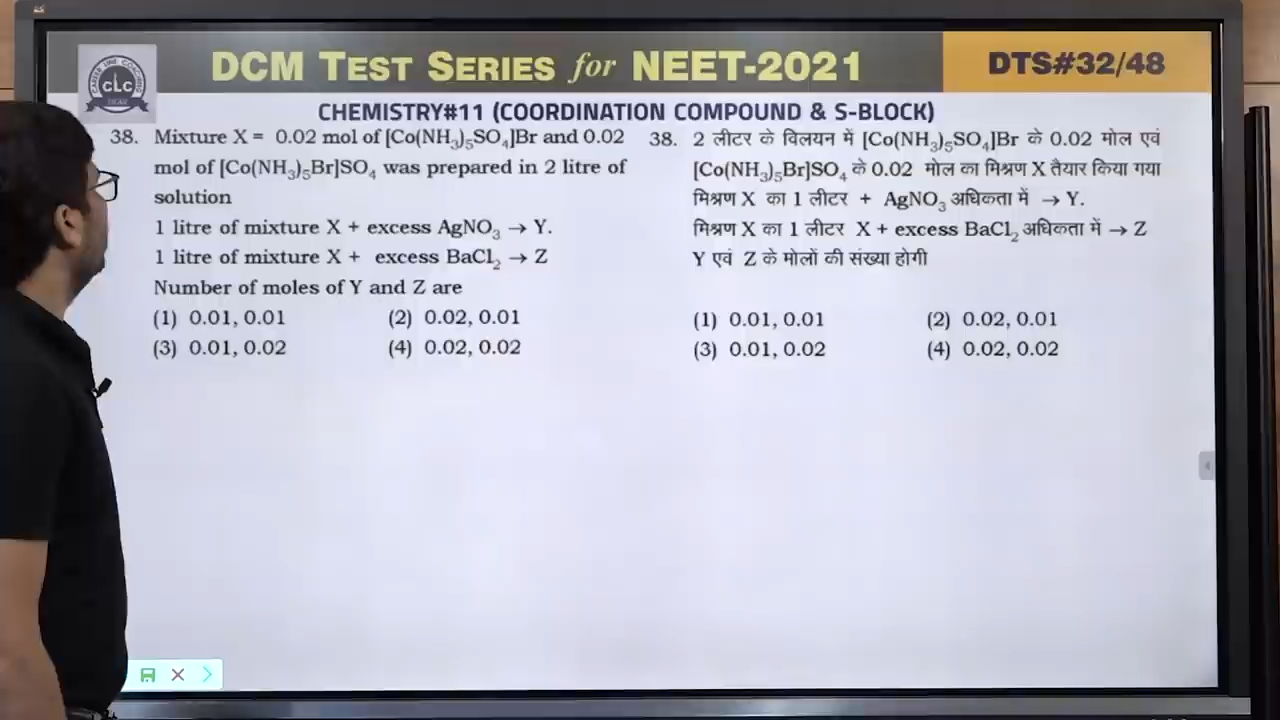 DCM TEST SERIES for NEET-2021
DTS#32/48
CLC
CHEMISTRY#11 (COORDINATION COMPOUND & S-BLOCK)
38. Mixture X = 0.02 mol of [Co(NH₃)₅SO₄]Br and 0.02
mol of [Co(NH₃)₅Br]SO₄ was prepared in 2 litre of
solution
1 litre of mixture X + excess AgNO₃ → Y.
1 litre of mixture X + excess BaCl₂ → Z
Number of moles of Y and Z are
(1) 0.01, 0.01 (2) 0.02, 0.01
(3) 0.01, 0.02 (4) 0.02, 0.02
38. 2 लीटर के विलयन में [Co(NH₃)₅SO₄]Br के 0.02 मोल एवं
[Co(NH₃)₅Br]SO₄ के 0.02 मोल का मिश्रण X तैयार किया गया
मिश्रण X का 1 लीटर + AgNO₃ अधिकता में → Y.
मिश्रण X का 1 लीटर X + excess BaCl₂ अधिकता में → Z
Y एवं Z के मोलों की संख्या होगी
(1) 0.01, 0.01 (2) 0.02, 0.01
(3) 0.01, 0.02 (4) 0.02, 0.02